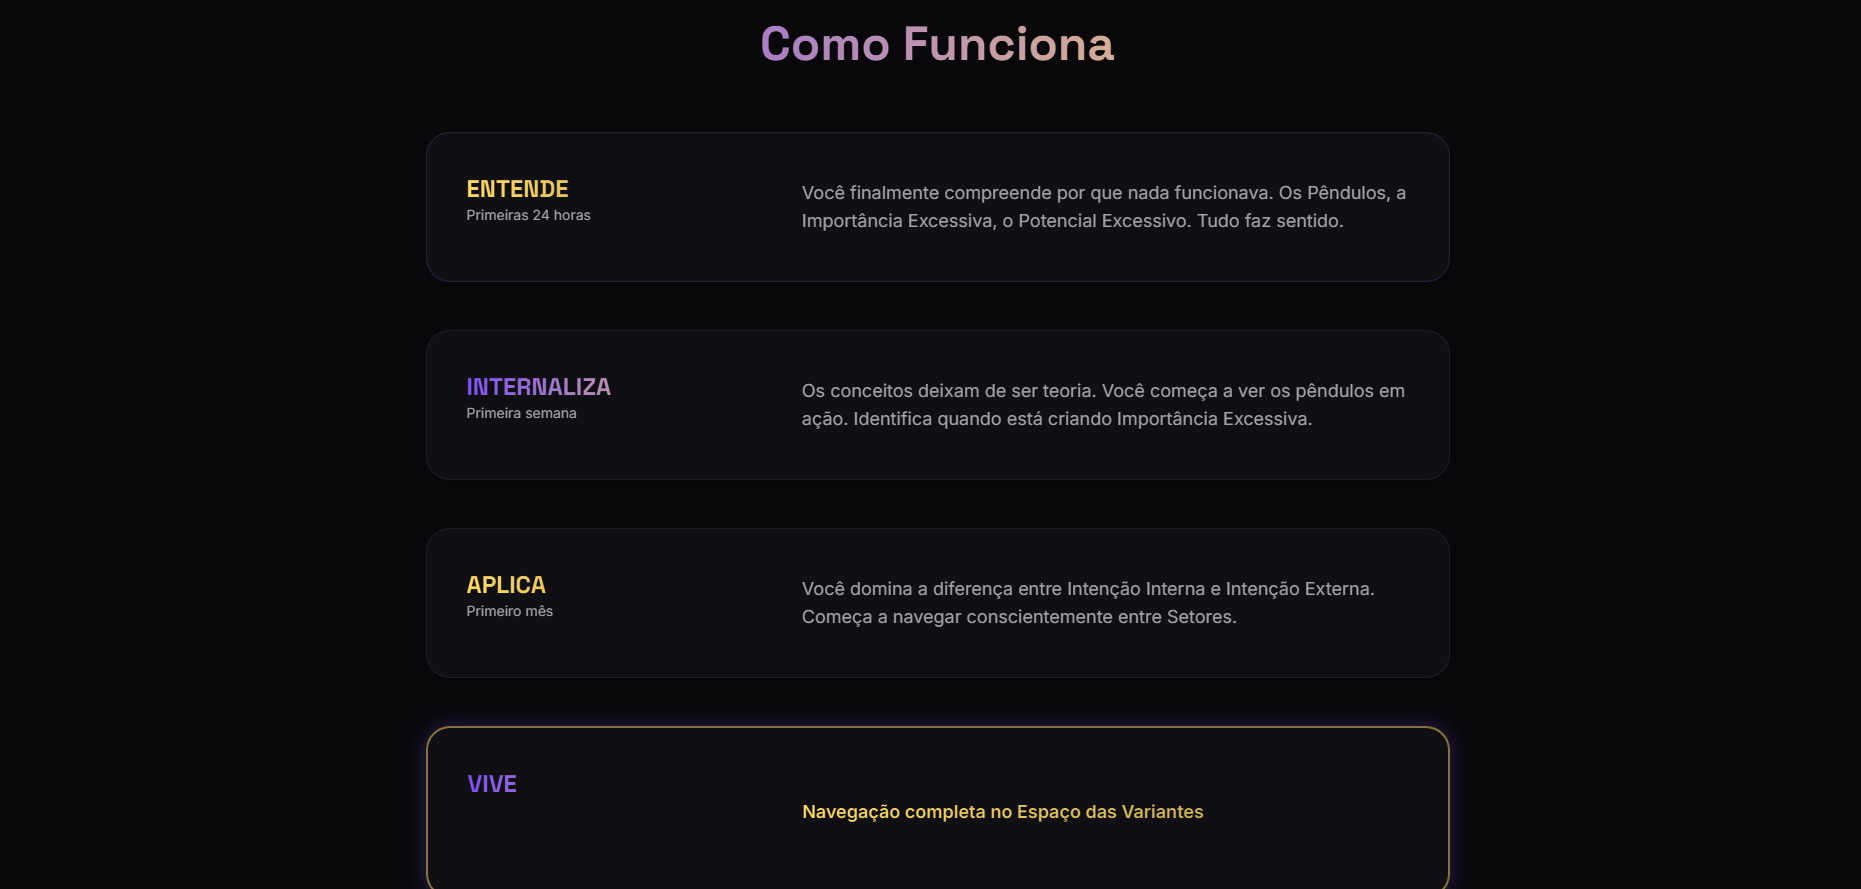 Como Funciona
ENTENDE
Primeiras 24 horas
Você finalmente compreende por que nada funcionava. Os Pêndulos, a
Importância Excessiva, o Potencial Excessivo. Tudo faz sentido.
INTERNALIZA
Primeira semana
Os conceitos deixam de ser teoria. Você começa a ver os pêndulos em
ação. Identifica quando está criando Importância Excessiva.
APLICA
Primeiro mês
Você domina a diferença entre Intenção Interna e Intenção Externa.
Começa a navegar conscientemente entre Setores.
VIVE
Navegação completa no Espaço das Variantes